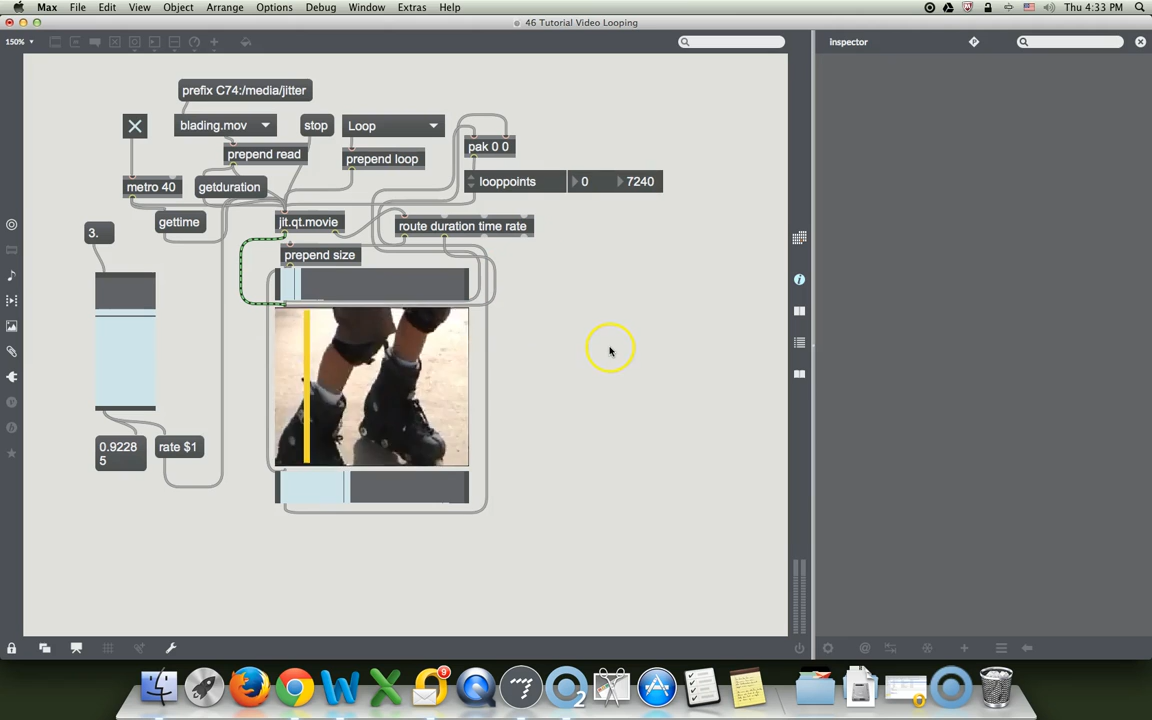 Max File Edit View Object Arrange Options Debug Window Extras Help Thu 4:33 PM
46 Tutorial Video Looping
150%
inspector
prefix C74:/media/jitter
blading.mov
stop
Loop
pak 0 0
prepend read
prepend loop
metro 40
getduration
looppoints 0 7240
gettime
jit.qt.movie
route duration time rate
3.
prepend size
0.9228
5
rate $1
9
2